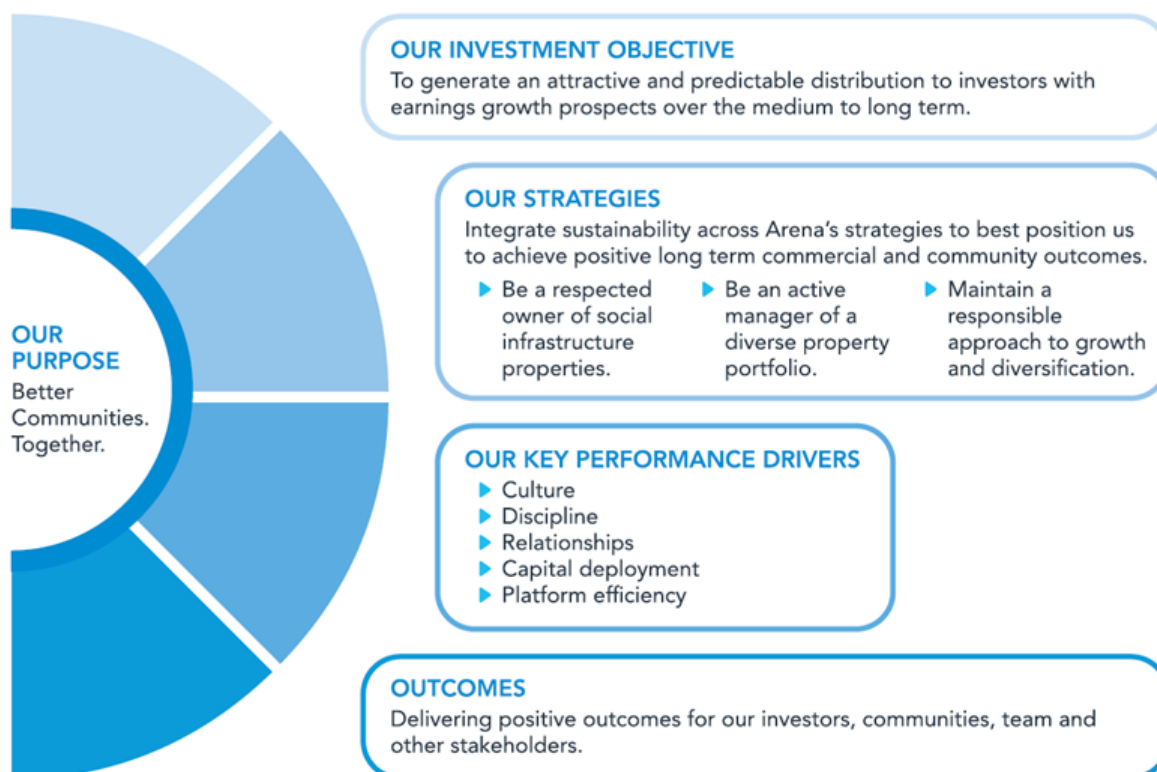 OUR INVESTMENT OBJECTIVE
To generate an attractive and predictable distribution to investors with
earnings growth prospects over the medium to long term.
OUR STRATEGIES
Integrate sustainability across Arena’s strategies to best position us
to achieve positive long term commercial and community outcomes.
Be a respected
owner of social
infrastructure
properties.
Be an active
manager of a
diverse property
portfolio.
Maintain a
responsible
approach to growth
and diversification.
OUR
PURPOSE
Better
Communities.
Together.
OUR KEY PERFORMANCE DRIVERS
Culture
Discipline
Relationships
Capital deployment
Platform efficiency
OUTCOMES
Delivering positive outcomes for our investors, communities, team and
other stakeholders.